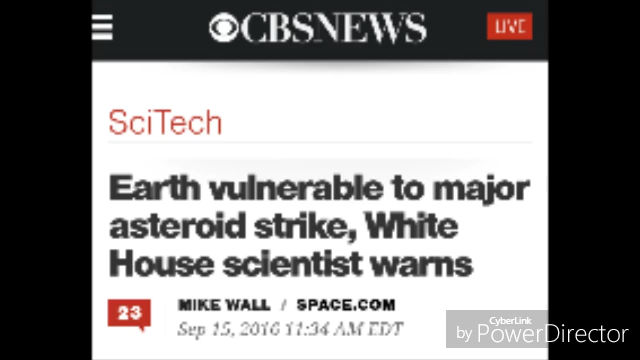 CBSNEWS
LIVE
SciTech
Earth vulnerable to major
asteroid strike, White
House scientist warns
23
MIKE WALL / SPACE.COM
Sep 15, 2016 11:34 AM EDT
CyberLink
by PowerDirector